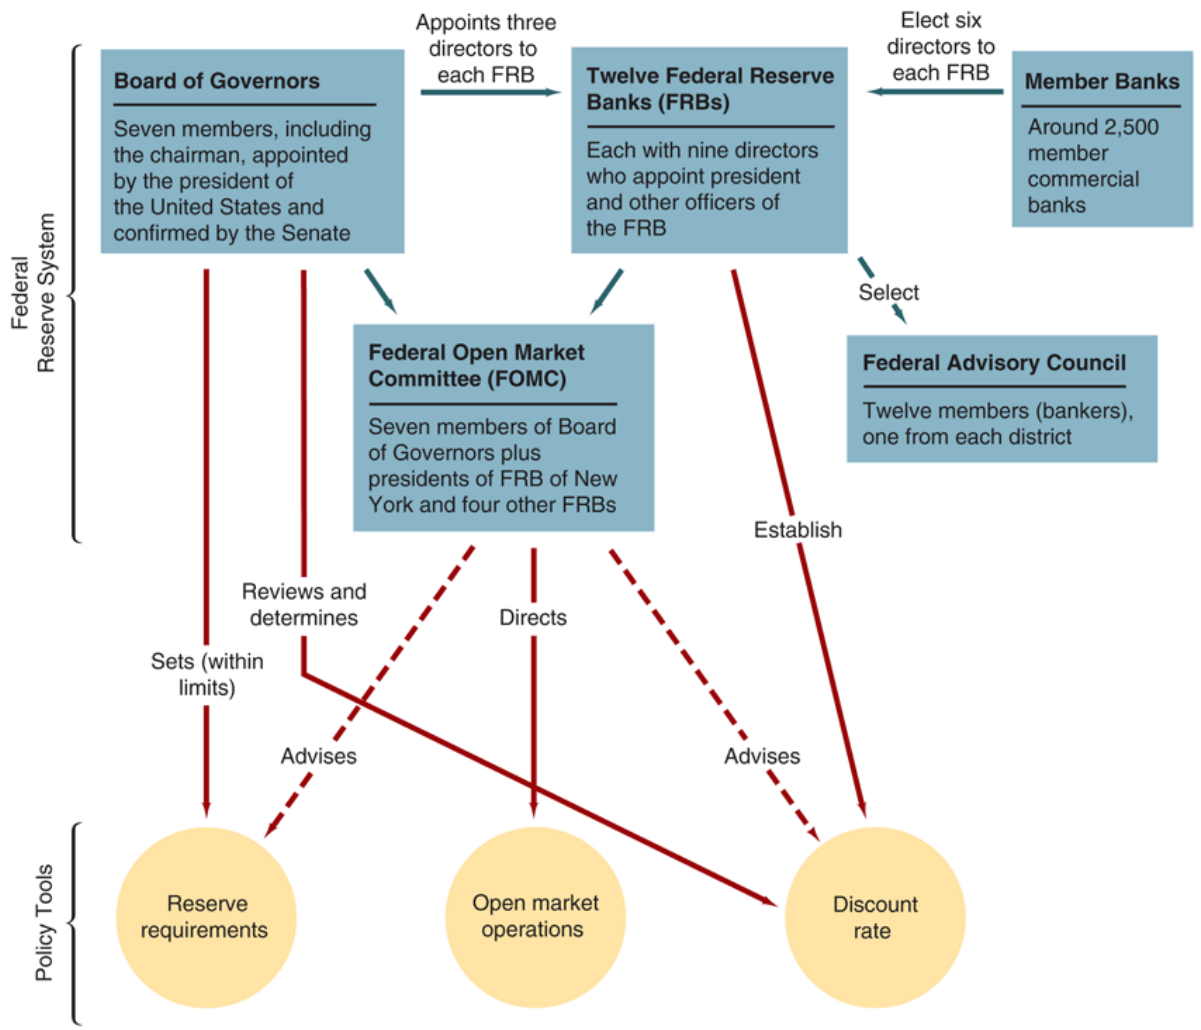 Appoints three
directors to
each FRB
Elect six
directors to
each FRB
Board of Governors
Seven members, including
the chairman, appointed
by the president of
the United States and
confirmed by the Senate
Twelve Federal Reserve
Banks (FRBs)
Each with nine directors
who appoint president
and other officers of
the FRB
Member Banks
Around 2,500
member
commercial
banks
Federal
Reserve System
Select
Federal Open Market
Committee (FOMC)
Seven members of Board
of Governors plus
presidents of FRB of New
York and four other FRBs
Federal Advisory Council
Twelve members (bankers),
one from each district
Establish
Reviews and
determines
Directs
Sets (within
limits)
Advises
Advises
Policy Tools
Reserve
requirements
Open market
operations
Discount
rate